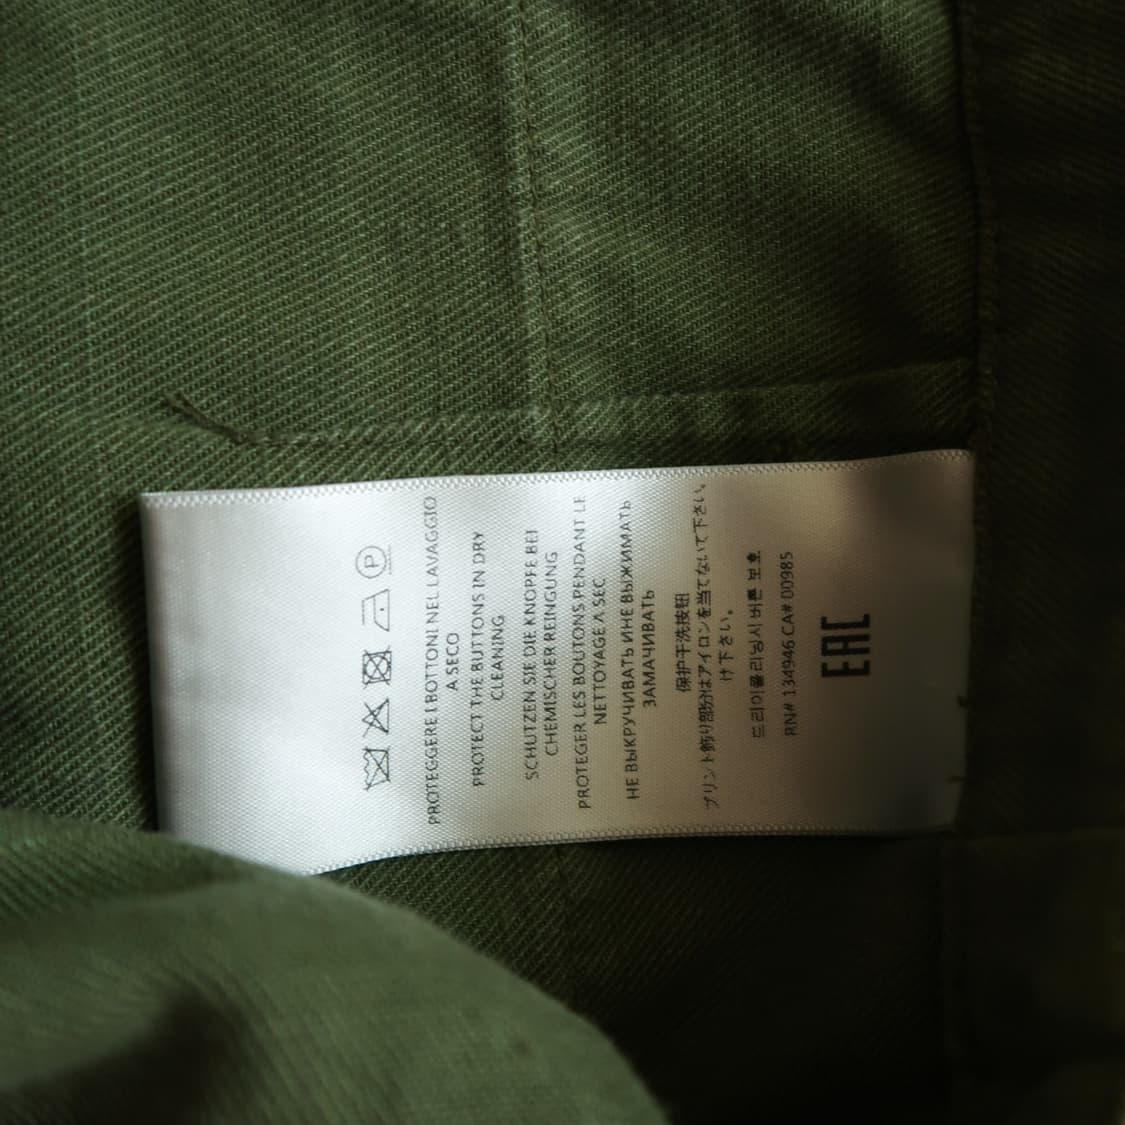 P
PROTEGGERE I BOTTONI NEL LAVAGGIO
A SECO
PROTECT THE BUTTONS IN DRY
CLEANING
SCHUTZEN SIE DIE KNOPFE BEI
CHEMISCHER REINGUNG
PROTEGER LES BOUTONS PENDANT LE
NETTOYAGE A SEC
НЕ ВЫКРУЧИВАТЬ ИНЕ ВЫЖИМАТЬ
ЗАМАЧИВАТЬ
保护干洗按钮
プリント飾り部分はアイロンを当てないで下さい。
け下さい。
드라이클리닝시 버튼 보호
RN# 134946 CA# 00985
EAC